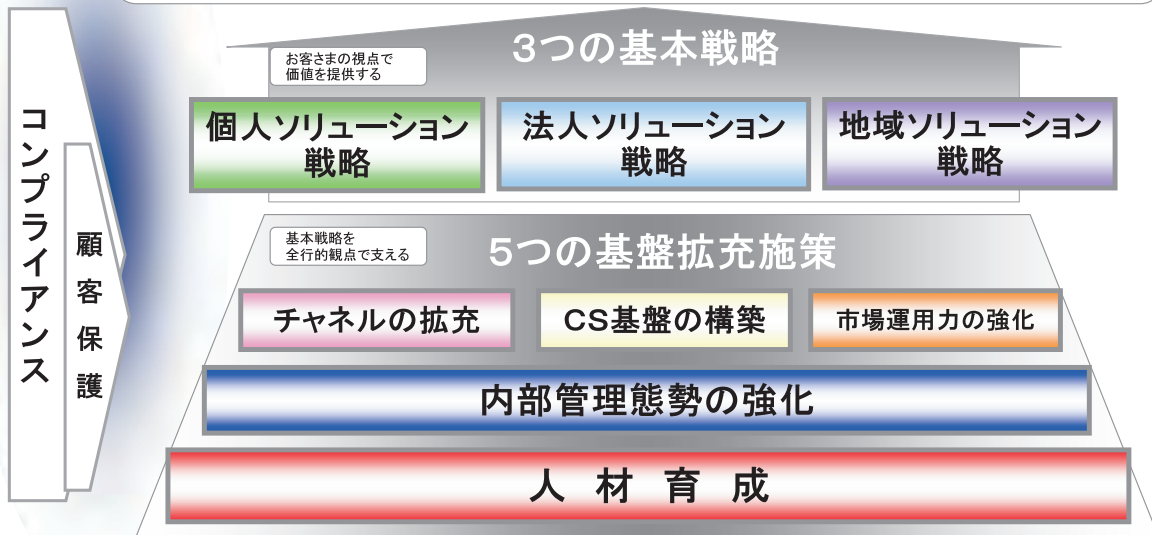 コンプライアンス
顧客保護
3つの基本戦略
お客さまの視点で
価値を提供する
個人ソリューション
戦略
法人ソリューション
戦略
地域ソリューション
戦略
5つの基盤拡充施策
基本戦略を
全行的観点で支える
チャネルの拡充
CS基盤の構築
市場運用力の強化
内部管理態勢の強化
人材育成